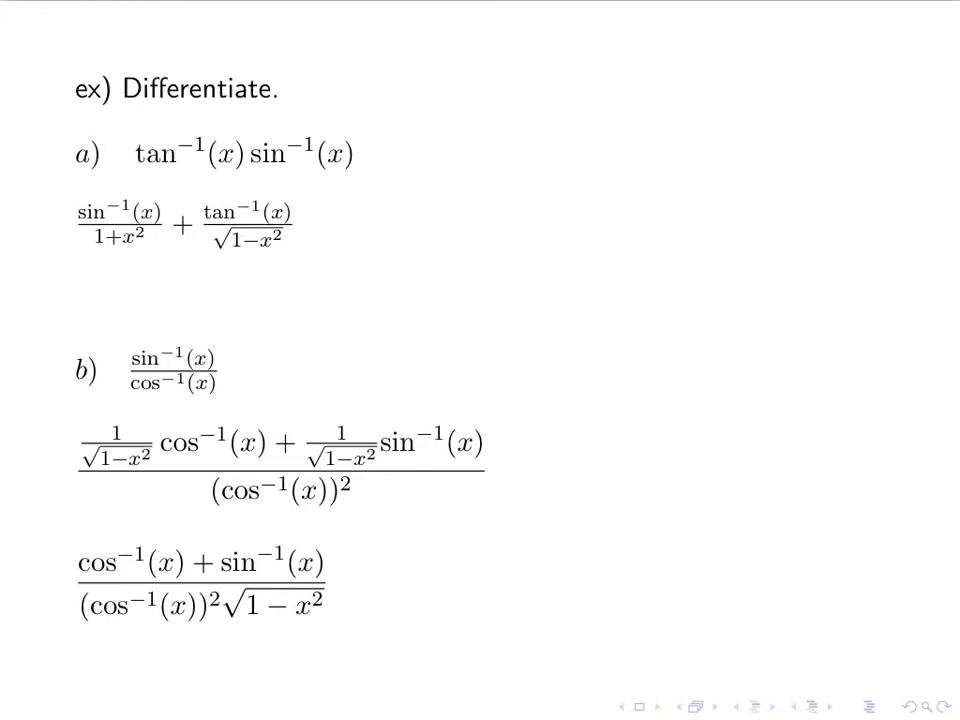 ex) Differentiate.
a) tan⁻¹(x) sin⁻¹(x)
sin⁻¹(x)/1+x² + tan⁻¹(x)/√1−x²
b) sin⁻¹(x)/cos⁻¹(x)
1/√1−x² cos⁻¹(x) + 1/√1−x² sin⁻¹(x)
(cos⁻¹(x))²
cos⁻¹(x) + sin⁻¹(x)
(cos⁻¹(x))²√1 − x²